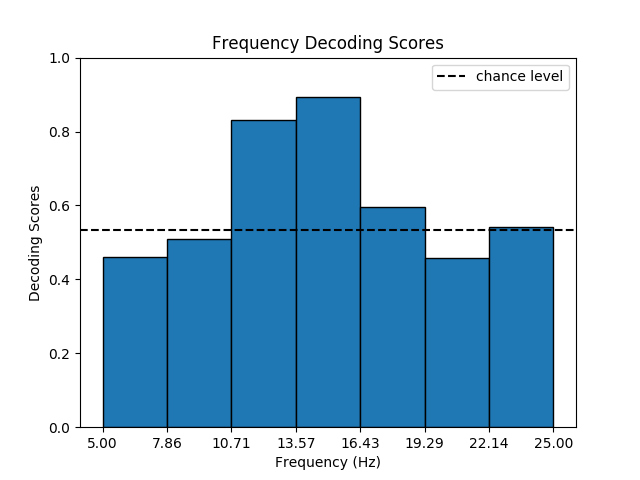 Frequency Decoding Scores
chance level
Decoding Scores
1.0
0.8
0.6
0.4
0.2
0.0
5.00 7.86 10.71 13.57 16.43 19.29 22.14 25.00
Frequency (Hz)